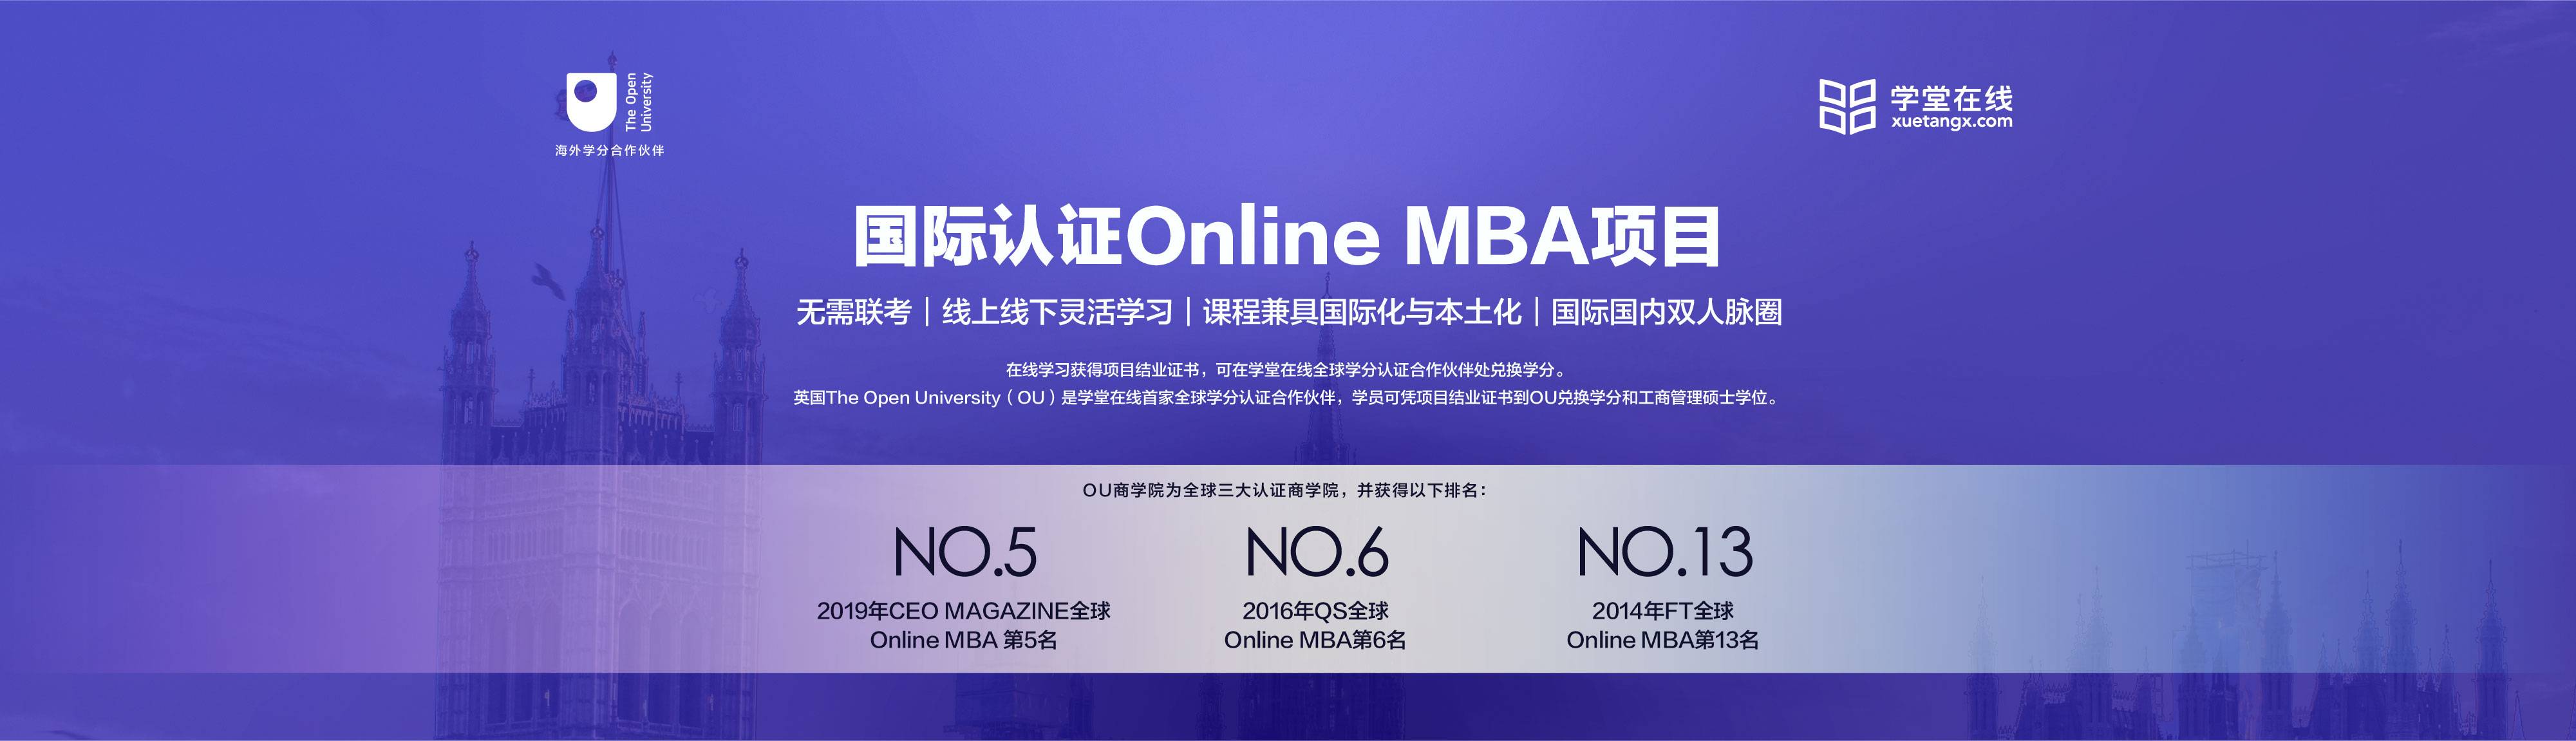 The Open
University
海外学分合作伙伴
学堂在线
xuetangx.com
国际认证Online MBA项目
无需联考｜线上线下灵活学习｜课程兼具国际化与本土化｜国际国内双人脉圈
在线学习获得项目结业证书，可在学堂在线全球学分认证合作伙伴处兑换学分。
英国The Open University（OU）是学堂在线首家全球学分认证合作伙伴，学员可凭项目结业证书到OU兑换学分和工商管理硕士学位。
OU商学院为全球三大认证商学院，并获得以下排名：
NO.5
2019年CEO MAGAZINE全球
Online MBA 第5名
NO.6
2016年QS全球
Online MBA第6名
NO.13
2014年FT全球
Online MBA第13名